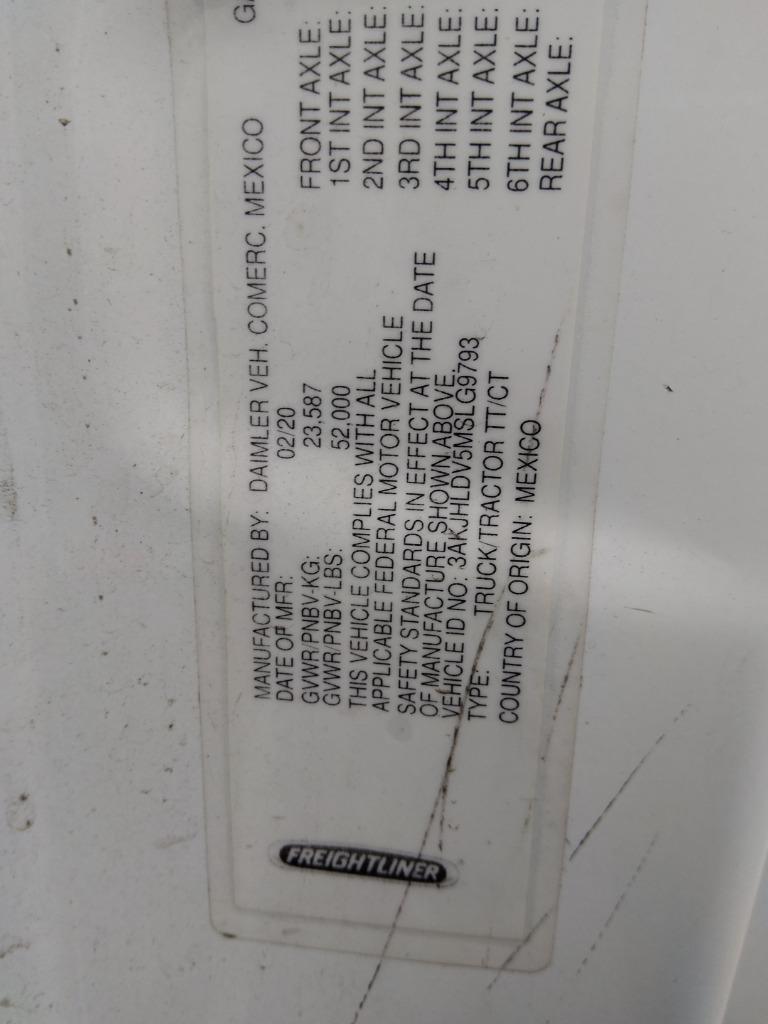 MANUFACTURED BY: DAIMLER VEH. COMERC. MEXICO
DATE OF MFR: 02/20
GVWR/PNBV-KG: 23,587
GVWR/PNBV-LBS: 52,000
THIS VEHICLE COMPLIES WITH ALL
APPLICABLE FEDERAL MOTOR VEHICLE
SAFETY STANDARDS IN EFFECT AT THE DATE
OF MANUFACTURE SHOWN ABOVE.
VEHICLE ID NO: 3AKJHLDV5MSLG9793
TYPE: TRUCK/TRACTOR TT/CT
COUNTRY OF ORIGIN: MEXICO
FRONT AXLE:
1ST INT AXLE:
2ND INT AXLE:
3RD INT AXLE:
4TH INT AXLE:
5TH INT AXLE:
6TH INT AXLE:
REAR AXLE:
FREIGHTLINER